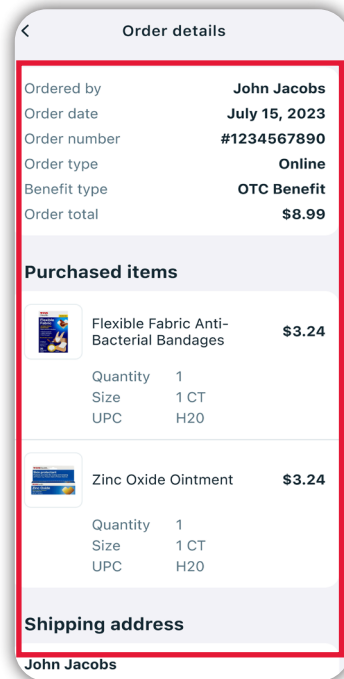 Order details
Ordered by John Jacobs
Order date July 15, 2023
Order number #1234567890
Order type Online
Benefit type OTC Benefit
Order total $8.99
Purchased items
Flexible Fabric Anti-
Bacterial Bandages $3.24
Quantity 1
Size 1 CT
UPC H20
Zinc Oxide Ointment $3.24
Quantity 1
Size 1 CT
UPC H20
Shipping address
John Jacobs